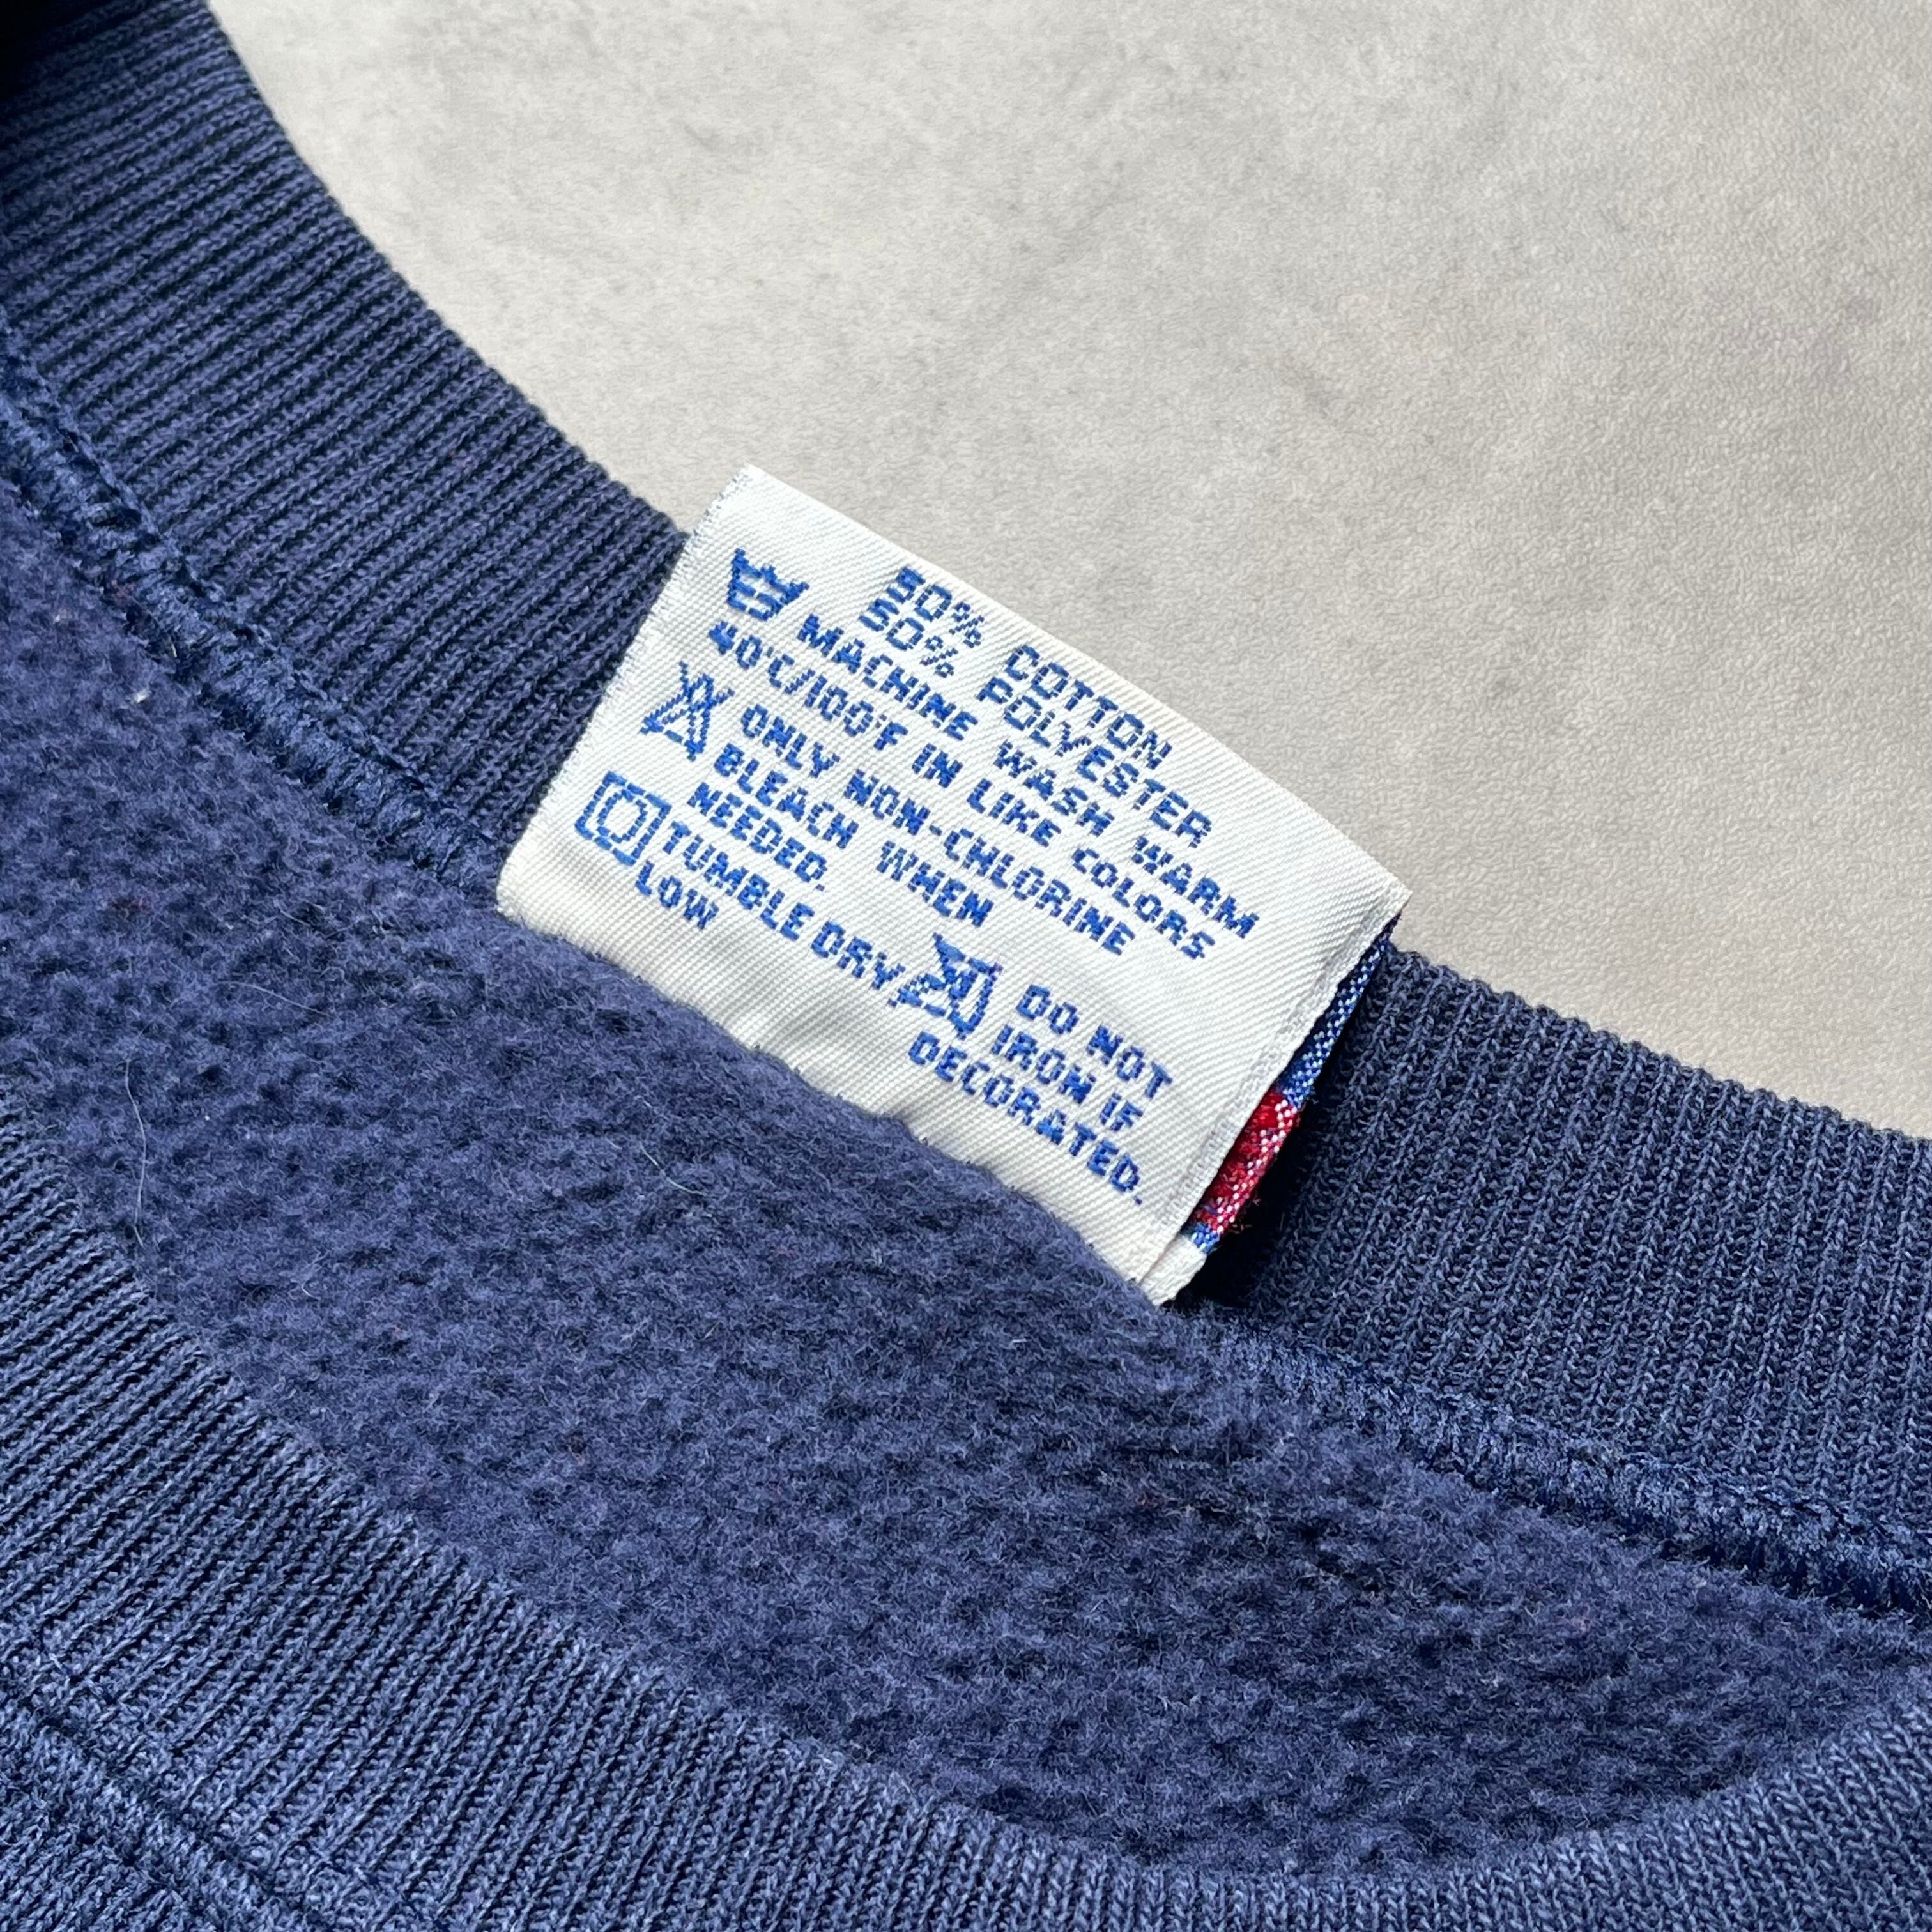 50% COTTON
50% POLYESTER
MACHINE WASH WARM
40°C/100°F IN LIKE COLORS
ONLY NON-CHLORINE
BLEACH WHEN
NEEDED.
TUMBLE DRY,
LOW
DO NOT
IRON IF
DECORATED.